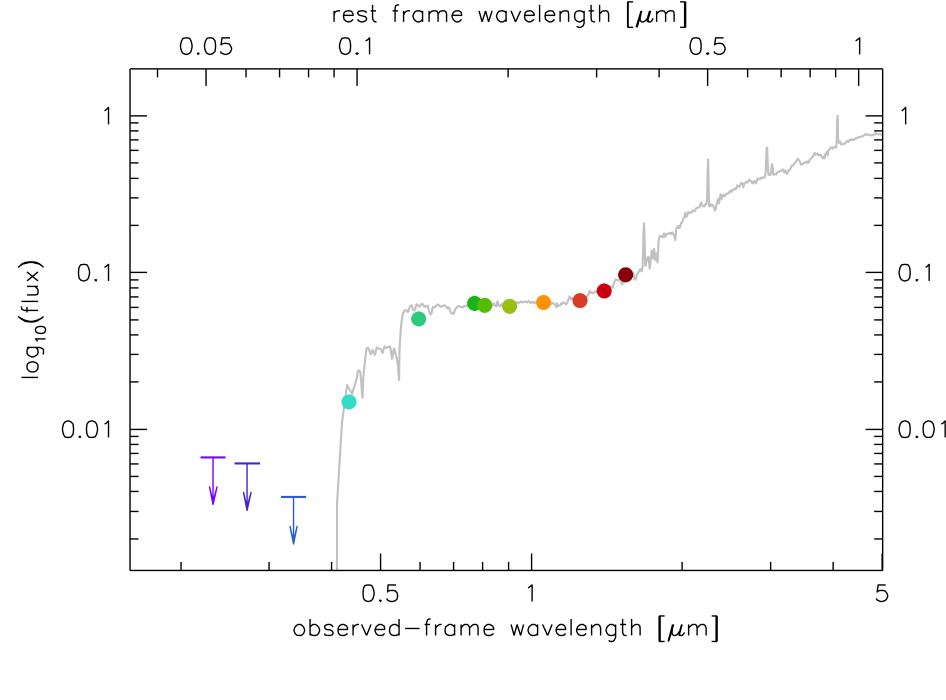 rest frame wavelength [μm]
0.05 0.1 0.5 1
1 1
0.1 0.1
log10(flux)
0.01 0.01
0.5 1 5
observed-frame wavelength [μm]